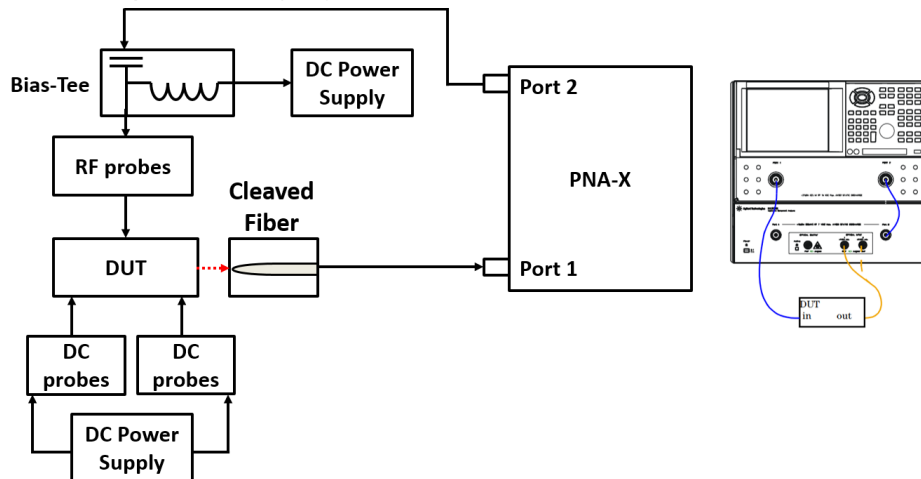 Bias-Tee
DC Power
Supply
Port 2
RF probes
PNA-X
Cleaved
Fiber
DUT
Port 1
DC
probes
DC
probes
DC Power
Supply
DUT
in out